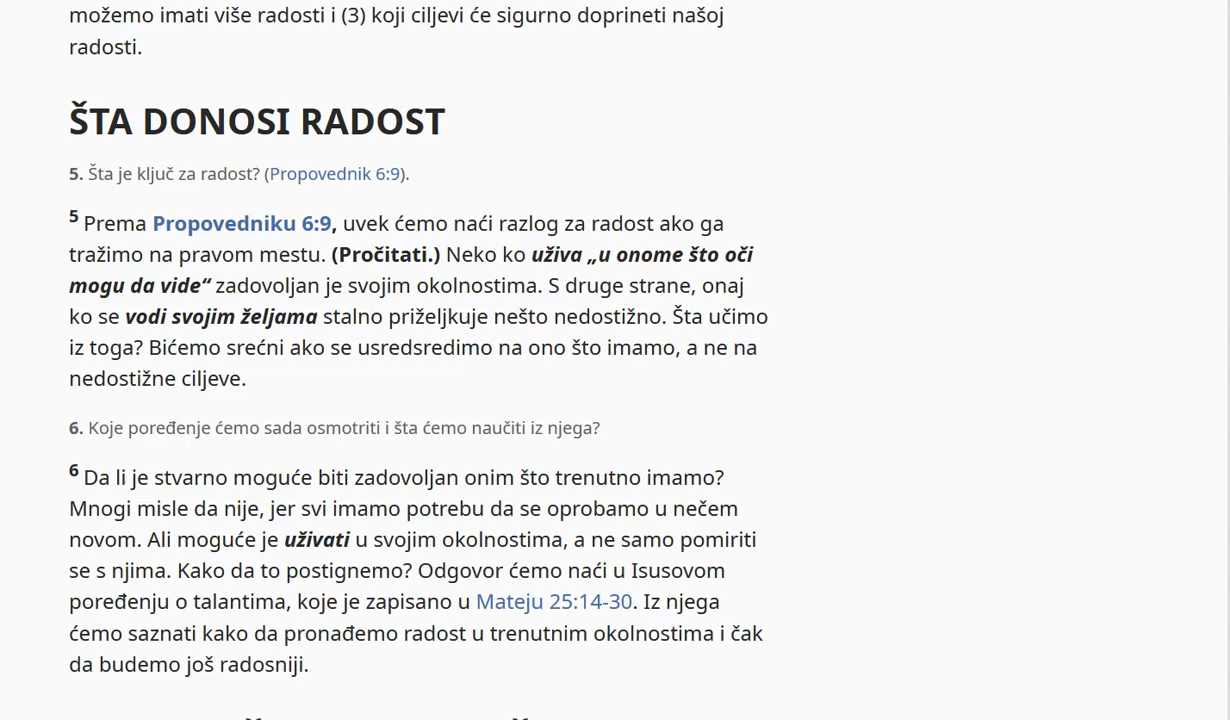 možemo imati više radosti i (3) koji ciljevi će sigurno doprineti našoj
radosti.
ŠTA DONOSI RADOST
5. Šta je ključ za radost? (Propovednik 6:9).
5 Prema Propovedniku 6:9, uvek ćemo naći razlog za radost ako ga
tražimo na pravom mestu. (Pročitati.) Neko ko uživa „u onome što oči
mogu da vide“ zadovoljan je svojim okolnostima. S druge strane, onaj
ko se vodi svojim željama stalno priželjkuje nešto nedostižno. Šta učimo
iz toga? Bićemo srećni ako se usredsredimo na ono što imamo, a ne na
nedostižne ciljeve.
6. Koje poređenje ćemo sada osmotriti i šta ćemo naučiti iz njega?
6 Da li je stvarno moguće biti zadovoljan onim što trenutno imamo?
Mnogi misle da nije, jer svi imamo potrebu da se oprobamo u nečem
novom. Ali moguće je uživati u svojim okolnostima, a ne samo pomiriti
se s njima. Kako da to postignemo? Odgovor ćemo naći u Isusovom
poređenju o talantima, koje je zapisano u Mateju 25:14-30. Iz njega
ćemo saznati kako da pronađemo radost u trenutnim okolnostima i čak
da budemo još radosniji.